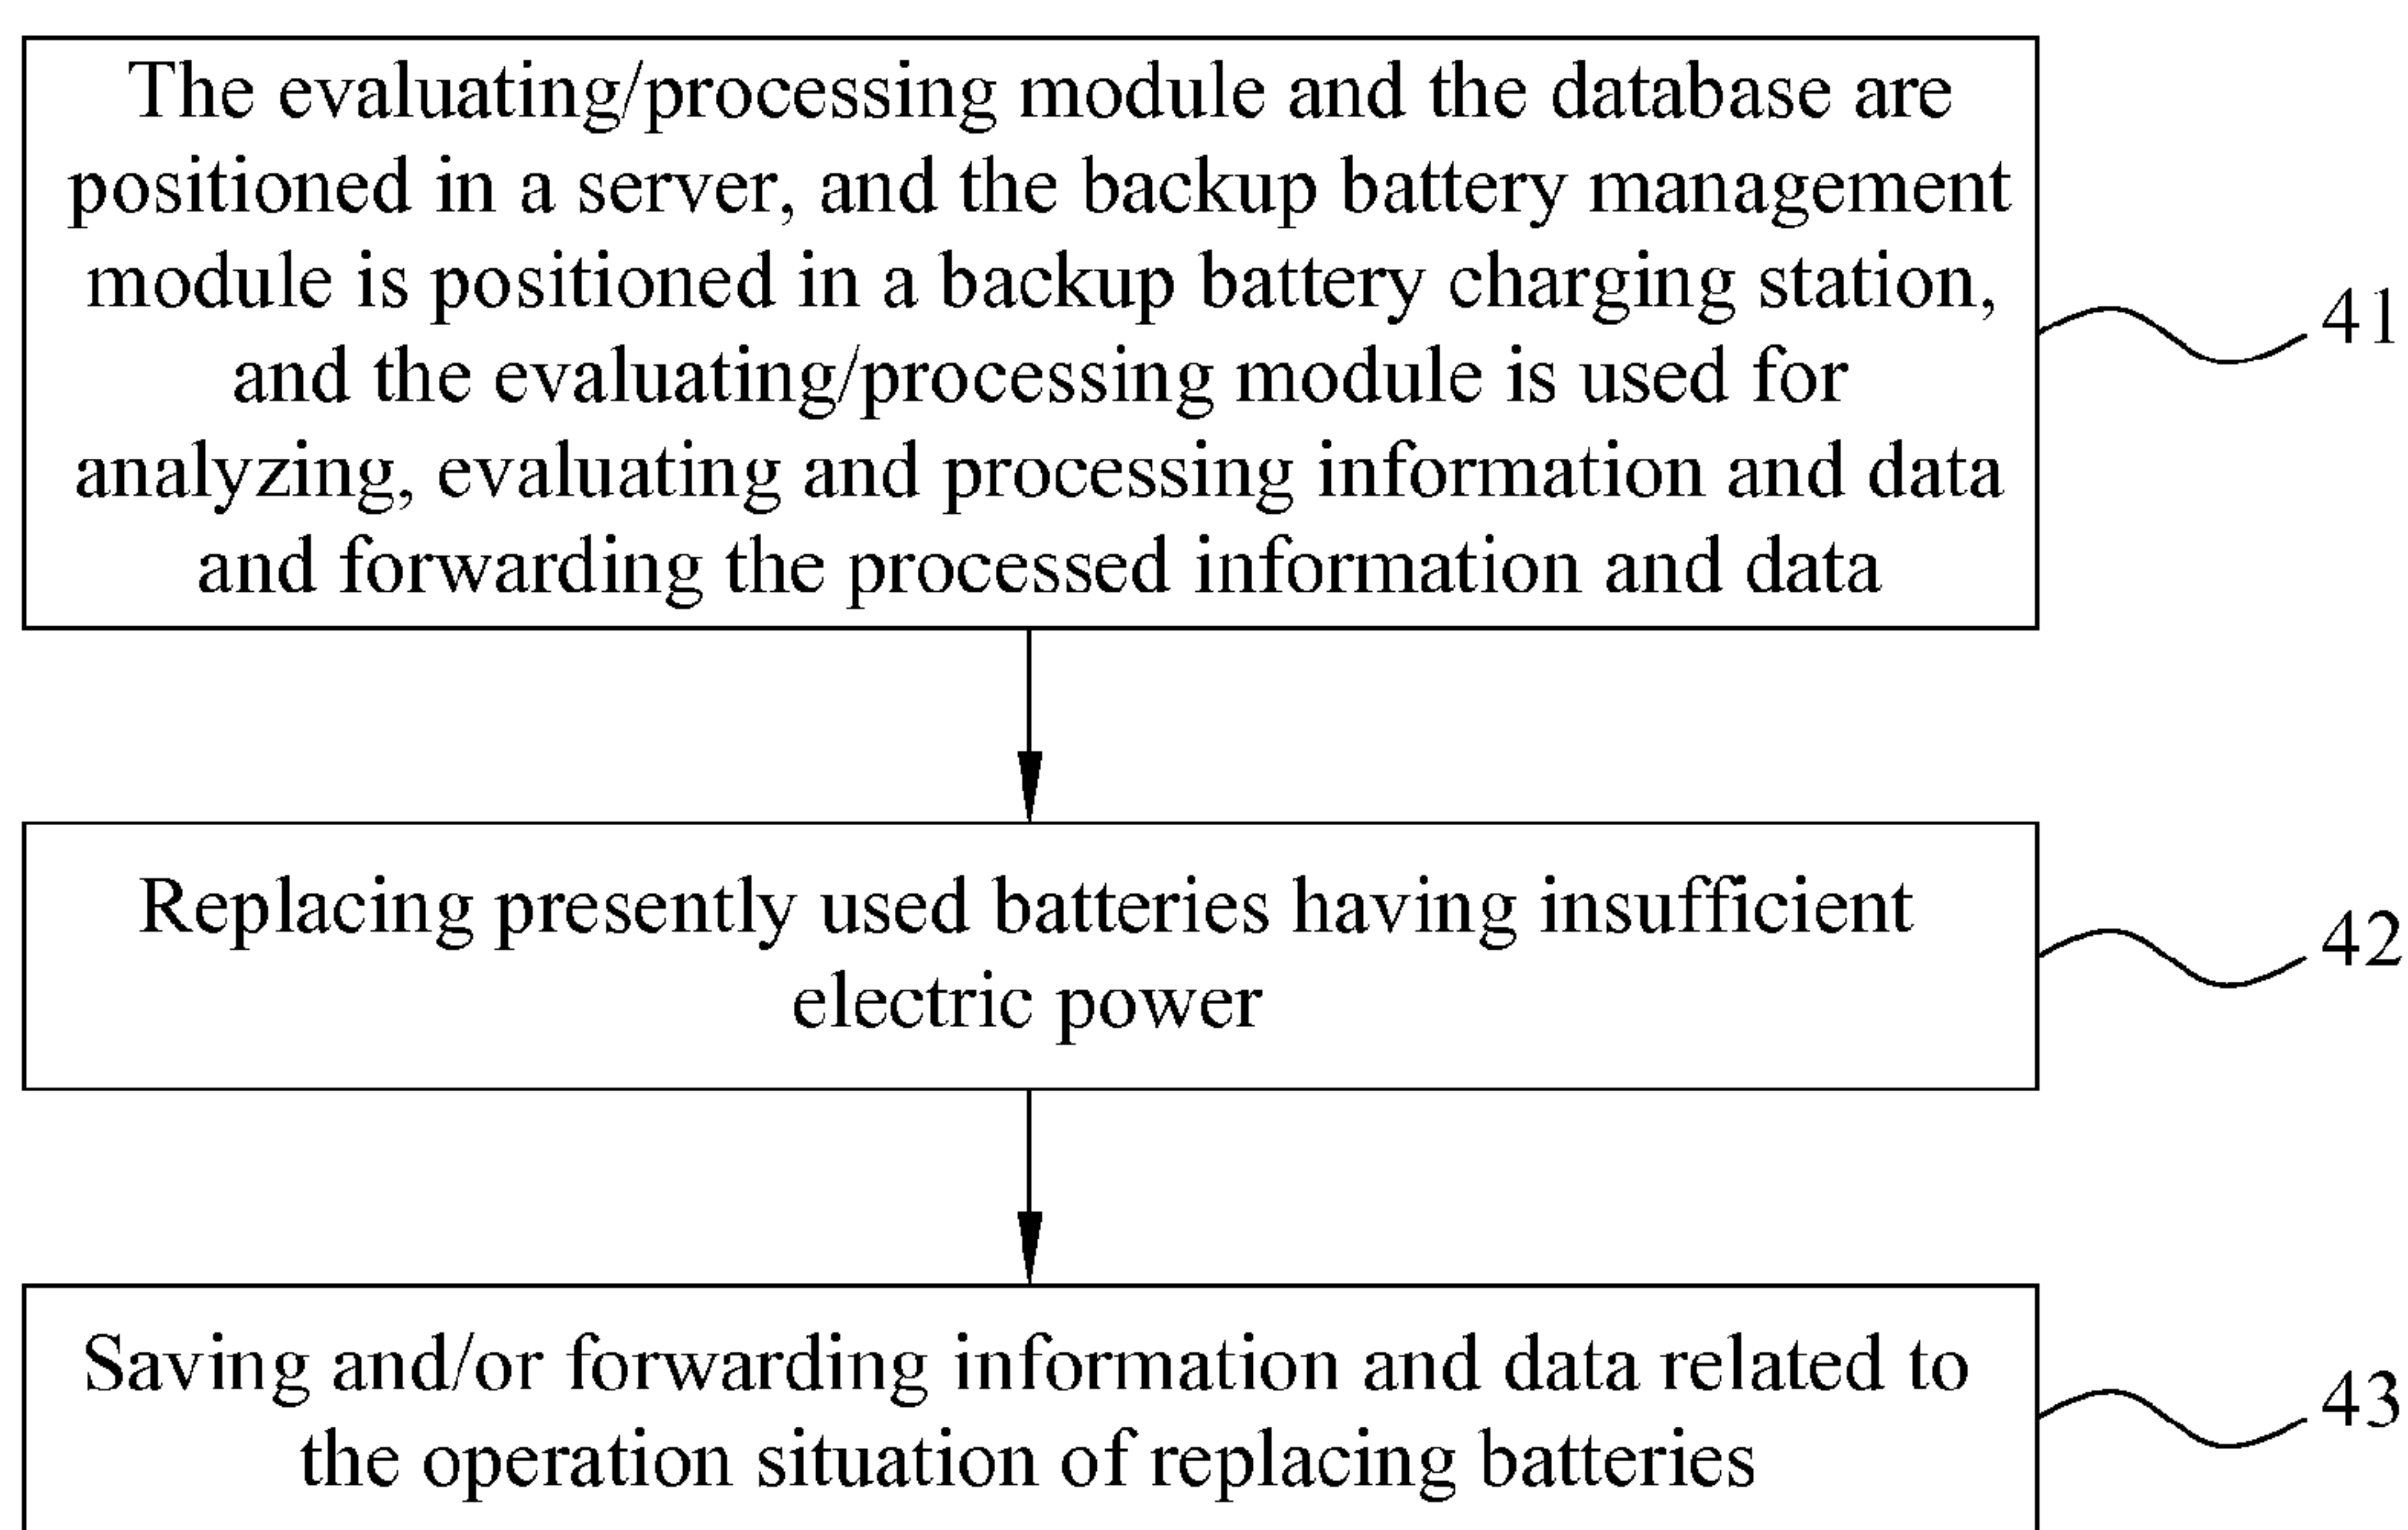 The evaluating/processing module and the database are
positioned in a server, and the backup battery management
module is positioned in a backup battery charging station,
and the evaluating/processing module is used for
analyzing, evaluating and processing information and data
and forwarding the processed information and data
41
Replacing presently used batteries having insufficient
electric power
42
Saving and/or forwarding information and data related to
the operation situation of replacing batteries
43